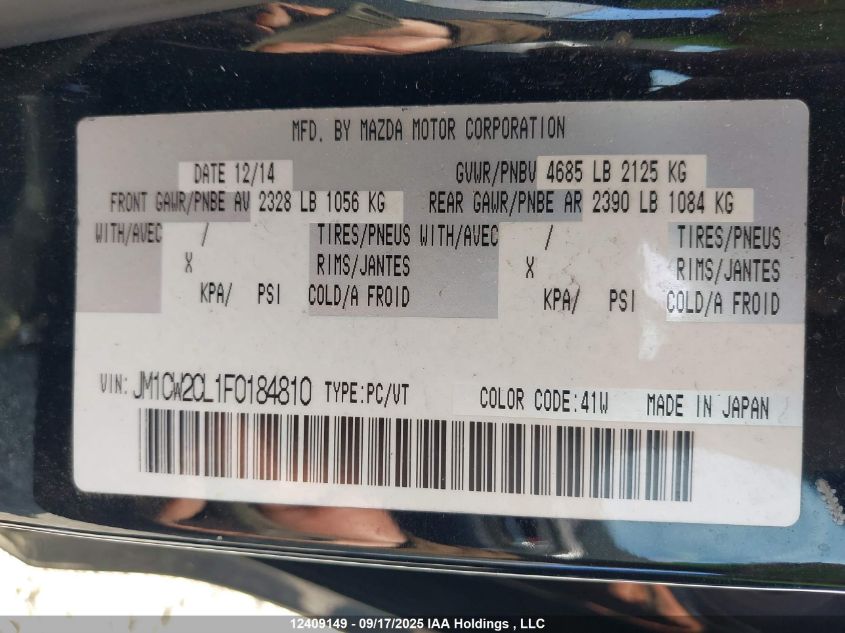 MFD. BY MAZDA MOTOR CORPORATION
DATE 12/14 GVWR/PNBV 4685 LB 2125 KG
FRONT GAWR/PNBE AV 2328 LB 1056 KG REAR GAWR/PNBE AR 2390 LB 1084 KG
WITH/AVEC / TIRES/PNEUS WITH/AVEC / TIRES/PNEUS
X RIMS/JANTES X RIMS/JANTES
KPA/ PSI COLD/A FROID KPA/ PSI COLD/A FROID
VIN: JM1CW2CL1F0184810 TYPE:PC/VT COLOR CODE:41W MADE IN JAPAN
12409149 - 09/17/2025 IAA Holdings , LLC